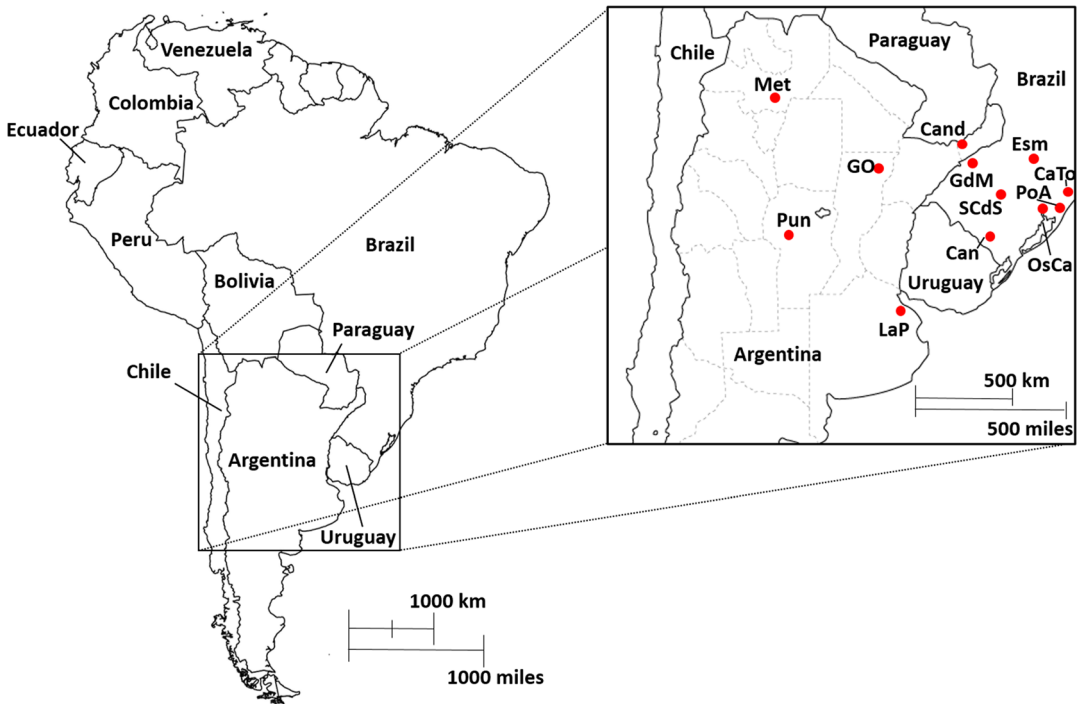 Venezuela
Colombia
Ecuador
Peru
Brazil
Bolivia
Paraguay
Chile
Argentina
Uruguay
1000 km
1000 miles
Chile
Paraguay
Brazil
Met
Cand
Esm
GO
GdM
CaTo
PoA
SCdS
Pun
Can
OsCa
Uruguay
LaP
Argentina
500 km
500 miles